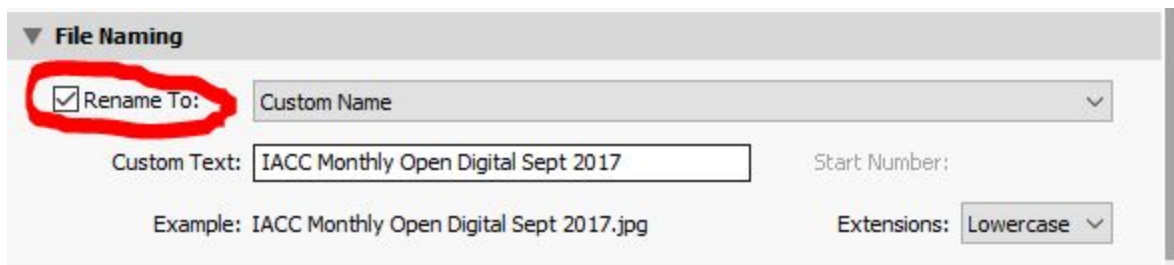 File Naming
Rename To: Custom Name
Custom Text: IACC Monthly Open Digital Sept 2017 Start Number:
Example: IACC Monthly Open Digital Sept 2017.jpg Extensions: Lowercase